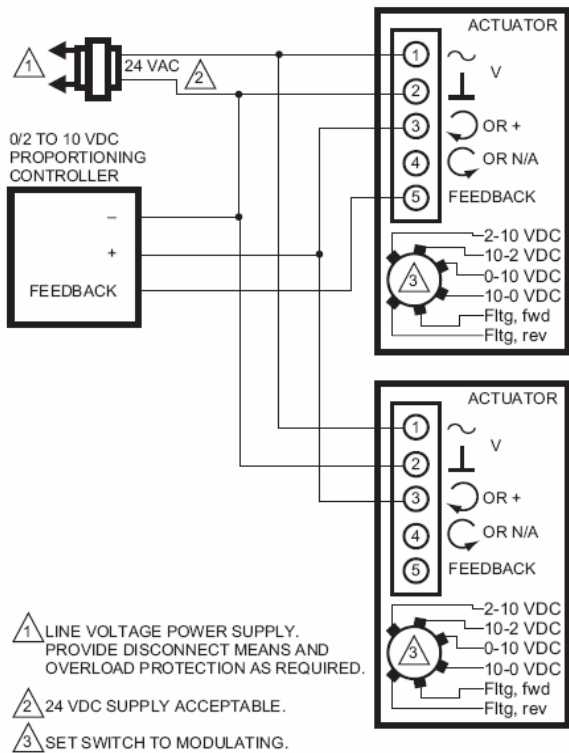 1
24 VAC
2
0/2 TO 10 VDC
PROPORTIONING
CONTROLLER
–
+
FEEDBACK
ACTUATOR
1
V
2
3 OR +
4 OR N/A
5 FEEDBACK
3
2-10 VDC
10-2 VDC
0-10 VDC
10-0 VDC
Fltg, fwd
Fltg, rev
ACTUATOR
1
V
2
3 OR +
4 OR N/A
5 FEEDBACK
3
2-10 VDC
10-2 VDC
0-10 VDC
10-0 VDC
Fltg, fwd
Fltg, rev
1 LINE VOLTAGE POWER SUPPLY.
PROVIDE DISCONNECT MEANS AND
OVERLOAD PROTECTION AS REQUIRED.
2 24 VDC SUPPLY ACCEPTABLE.
3 SET SWITCH TO MODULATING.